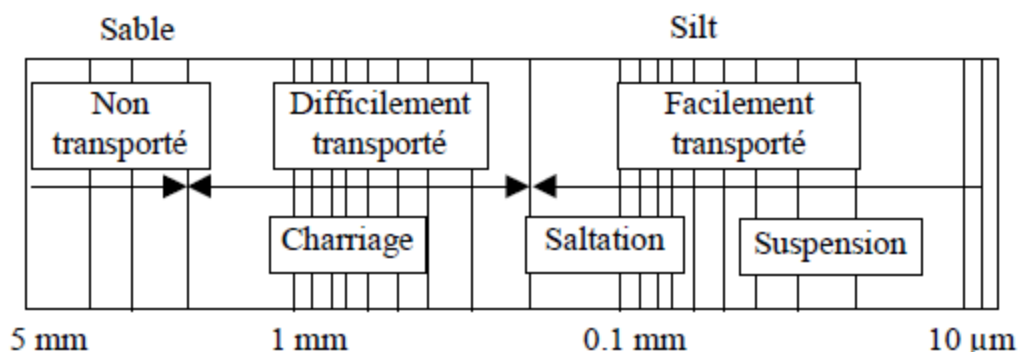 Sable Silt
Non Difficilement Facilement
transporté transporté transporté
Charriage Saltation Suspension
5 mm 1 mm 0.1 mm 10 µm